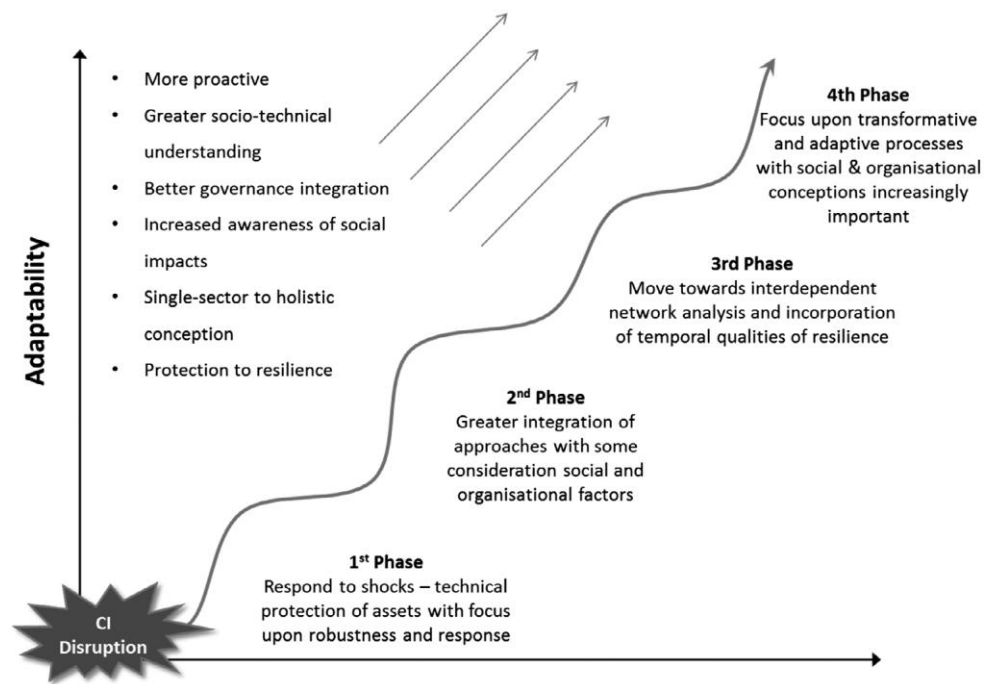 Adaptability
• More proactive
• Greater socio-technical
understanding
• Better governance integration
• Increased awareness of social
impacts
• Single-sector to holistic
conception
• Protection to resilience
4th Phase
Focus upon transformative
and adaptive processes
with social & organisational
conceptions increasingly
important
3rd Phase
Move towards interdependent
network analysis and incorporation
of temporal qualities of resilience
2nd Phase
Greater integration of
approaches with some
consideration social and
organisational factors
1st Phase
Respond to shocks – technical
protection of assets with focus
upon robustness and response
CI
Disruption